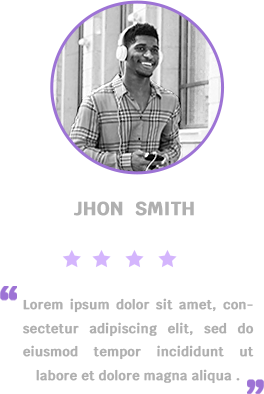 JHON SMITH
❝
Lorem ipsum dolor sit amet, con-
sectetur adipiscing elit, sed do
eiusmod tempor incididunt ut
labore et dolore magna aliqua .
❞